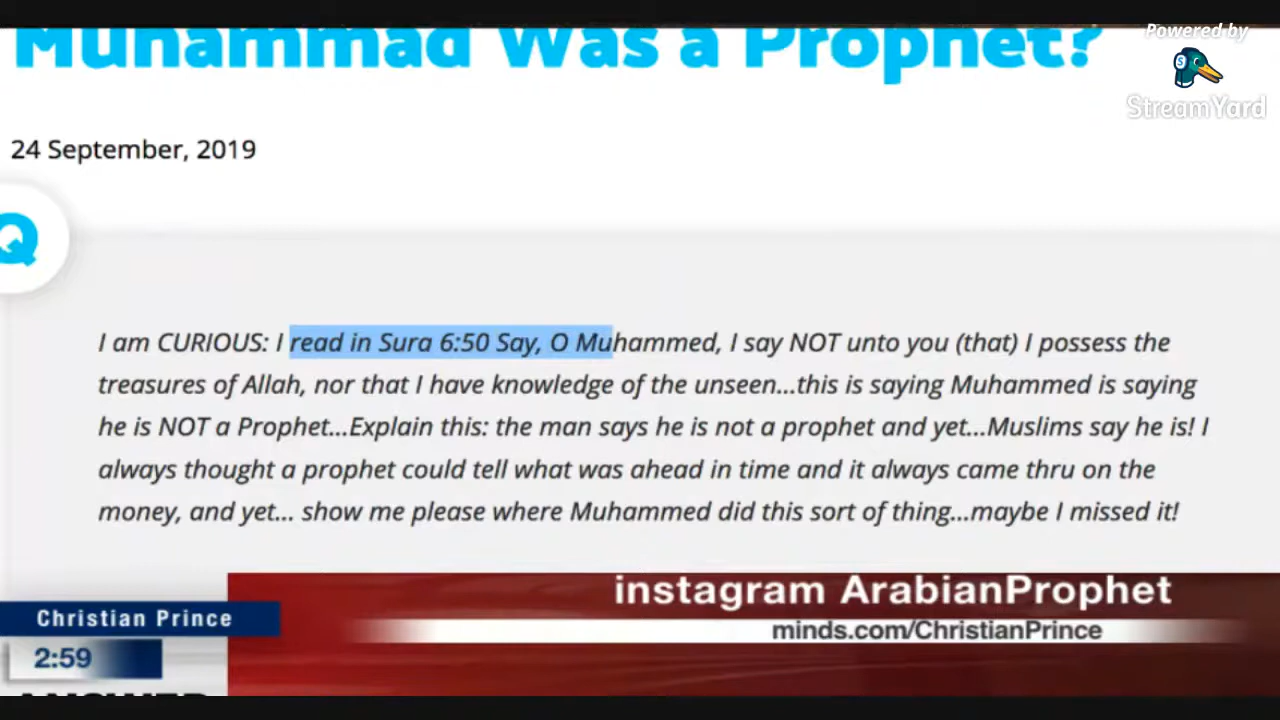 Muhammad Was a Prophet?
Powered by
StreamYard
24 September, 2019
Q
I am CURIOUS: I read in Sura 6:50 Say, O Muhammed, I say NOT unto you (that) I possess the
treasures of Allah, nor that I have knowledge of the unseen...this is saying Muhammed is saying
he is NOT a Prophet...Explain this: the man says he is not a prophet and yet...Muslims say he is! I
always thought a prophet could tell what was ahead in time and it always came thru on the
money, and yet... show me please where Muhammed did this sort of thing...maybe I missed it!
instagram ArabianProphet
Christian Prince
minds.com/ChristianPrince
2:59
ANSWER